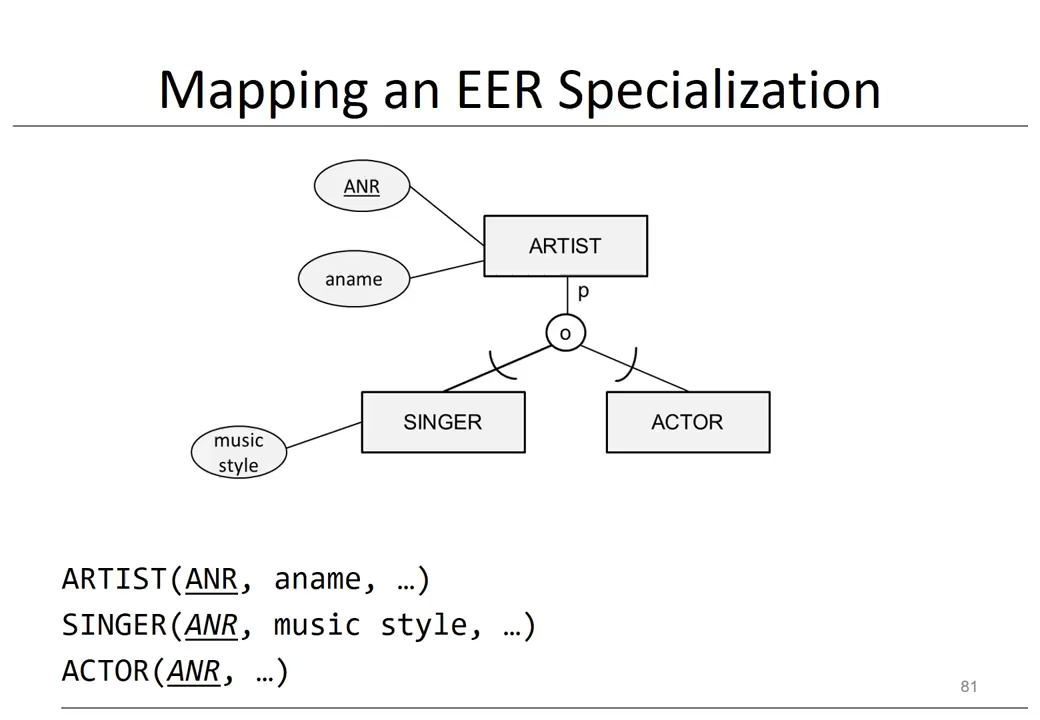 Mapping an EER Specialization
ANR
ARTIST
aname
p
o
SINGER
ACTOR
music
style
ARTIST(ANR, aname, …)
SINGER(ANR, music style, …)
ACTOR(ANR, …)
81